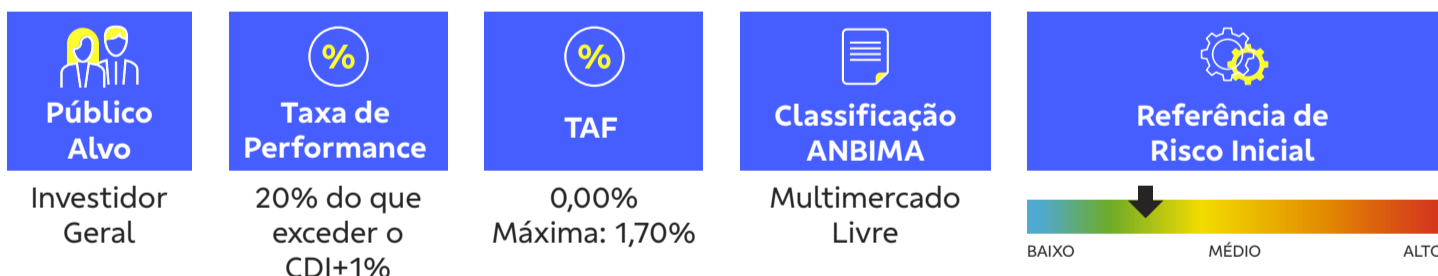 %
%
Público
Alvo
Taxa de
Performance
TAF
Classificação
ANBIMA
Referência de
Risco Inicial
Investidor
Geral
20% do que
exceder o
CDI+1%
0,00%
Máxima: 1,70%
Multimercado
Livre
BAIXO
MÉDIO
ALTO